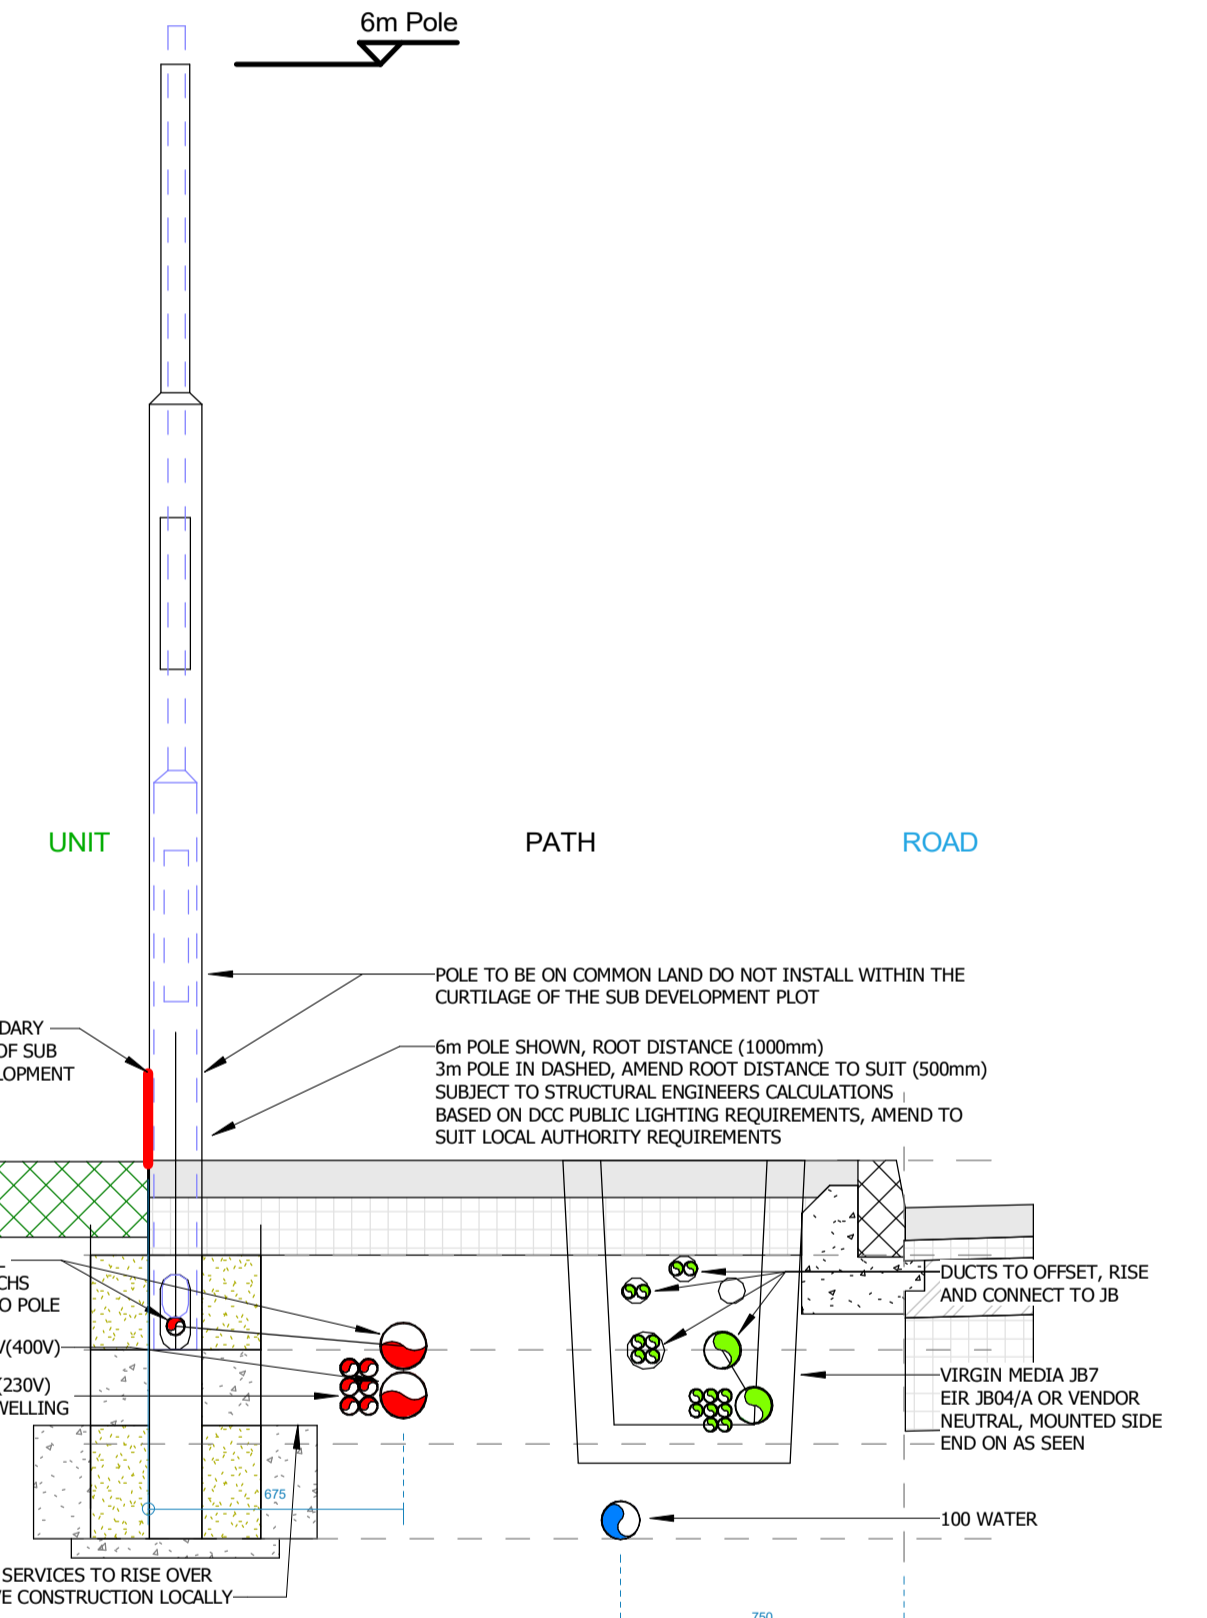 6m Pole
UNIT
PATH
ROAD
POLE TO BE ON COMMON LAND DO NOT INSTALL WITHIN THE
CURTILAGE OF THE SUB DEVELOPMENT PLOT
DARY
OF SUB
LOPMENT
6m POLE SHOWN, ROOT DISTANCE (1000mm)
3m POLE IN DASHED, AMEND ROOT DISTANCE TO SUIT (500mm)
SUBJECT TO STRUCTURAL ENGINEERS CALCULATIONS
BASED ON DCC PUBLIC LIGHTING REQUIREMENTS, AMEND TO
SUIT LOCAL AUTHORITY REQUIREMENTS
CHS
O POLE
(400V)
(230V)
WELLING
DUCTS TO OFFSET, RISE
AND CONNECT TO JB
VIRGIN MEDIA JB7
EIR JB04/A OR VENDOR
NEUTRAL, MOUNTED SIDE
END ON AS SEEN
675
100 WATER
SERVICES TO RISE OVER
VE CONSTRUCTION LOCALLY
750